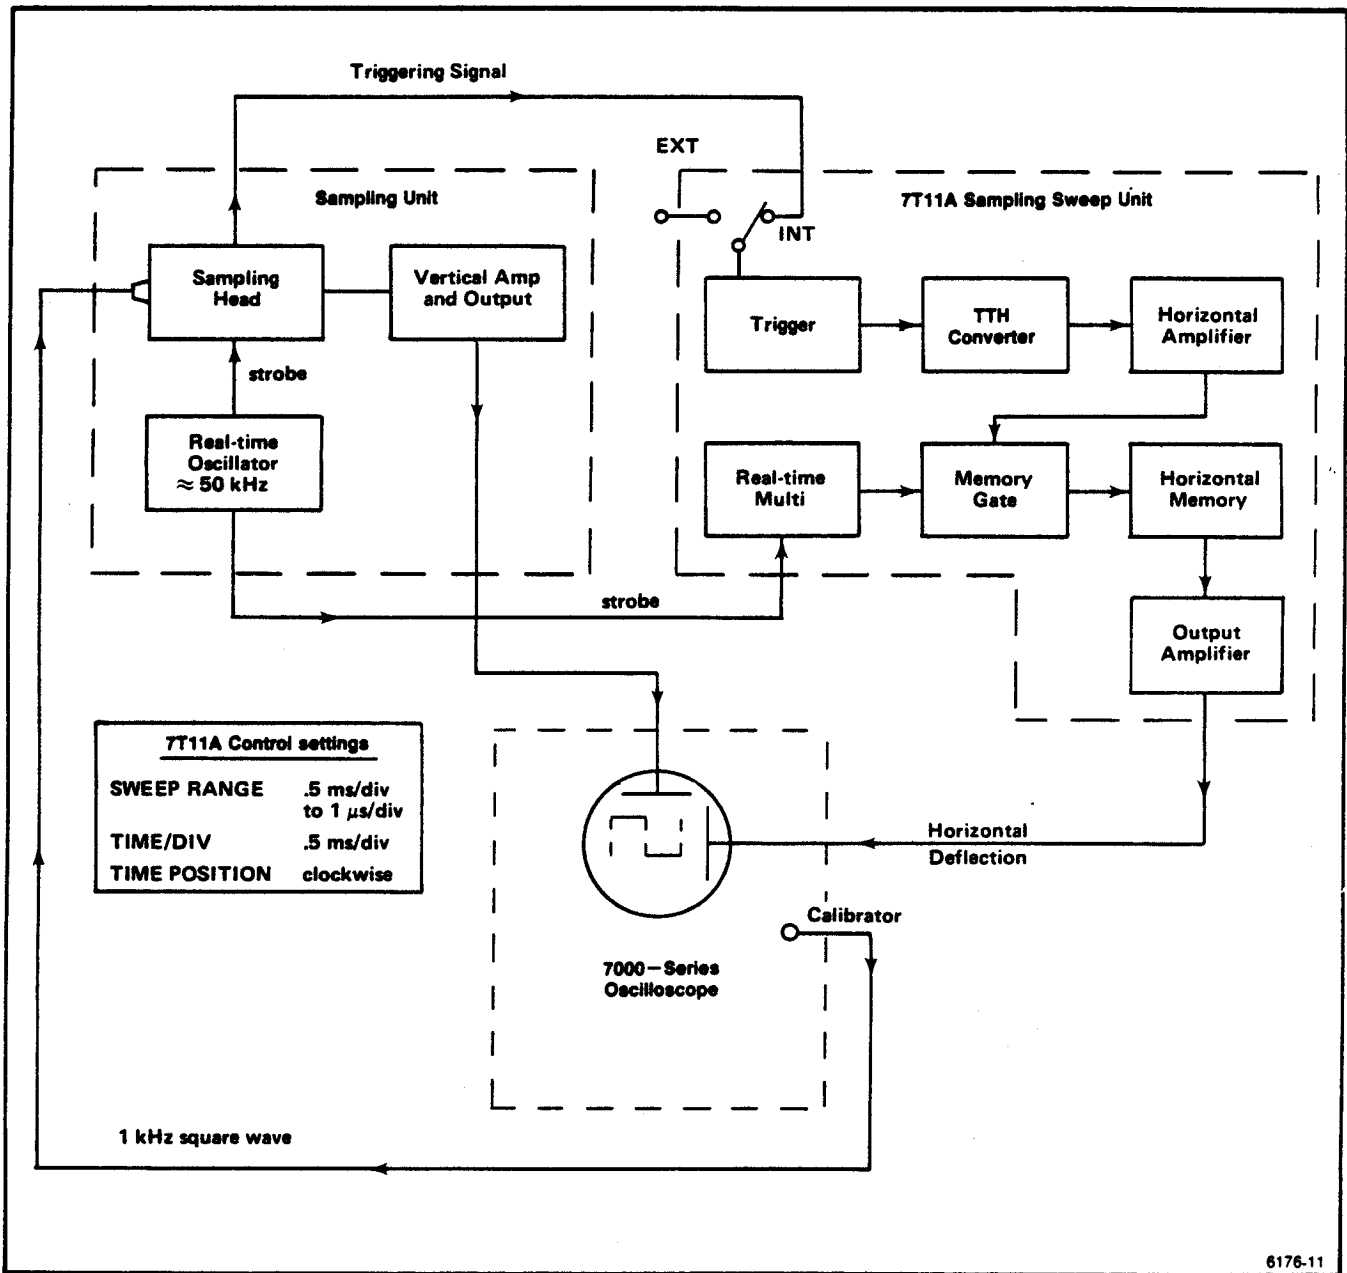 Triggering Signal
EXT
Sampling Unit
7T11A Sampling Sweep Unit
INT
Sampling
Head
Vertical Amp
and Output
Trigger
TTH
Converter
Horizontal
Amplifier
strobe
Real-time
Oscillator
≈ 50 kHz
Real-time
Multi
Memory
Gate
Horizontal
Memory
strobe
Output
Amplifier
7T11A Control settings
SWEEP RANGE .5 ms/div
to 1 μs/div
TIME/DIV .5 ms/div
TIME POSITION clockwise
Horizontal
Deflection
Calibrator
7000-Series
Oscilloscope
1 kHz square wave
6176-11